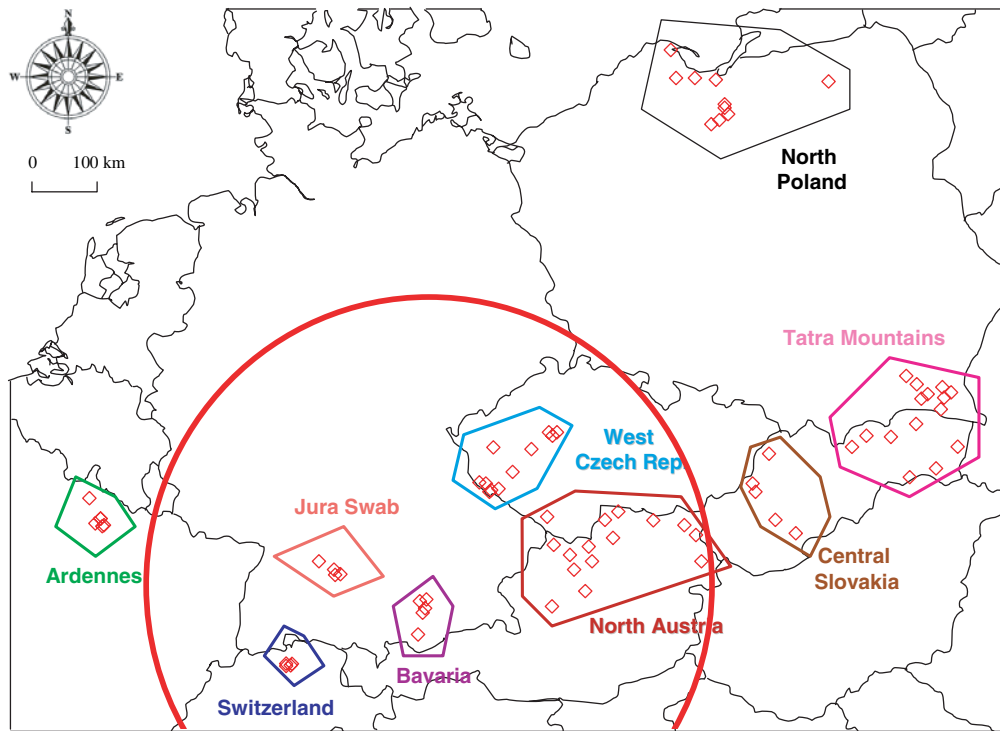 N
W
E
S
0 100 km
North
Poland
Tatra Mountains
West
Czech Rep
Jura Swab
Ardennes
Central
Slovakia
North Austria
Bavaria
Switzerland